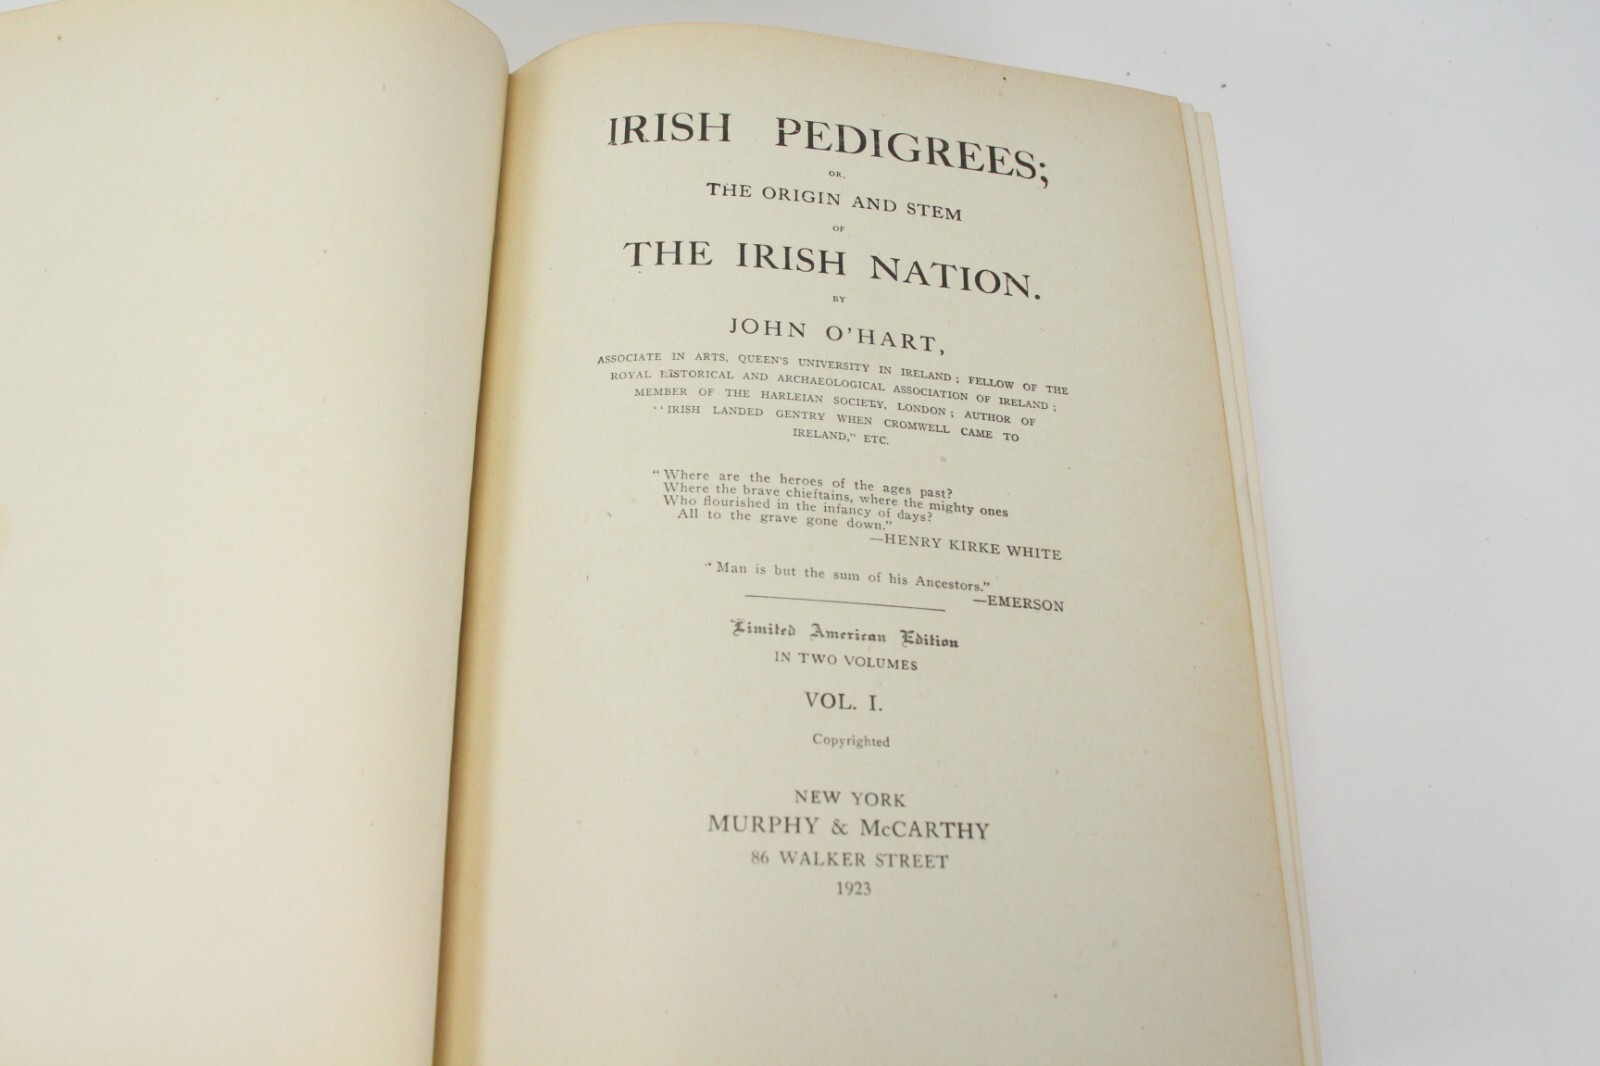 IRISH PEDIGREES;
OR,
THE ORIGIN AND STEM
OF
THE IRISH NATION.
BY
JOHN O'HART,
ASSOCIATE IN ARTS, QUEEN'S UNIVERSITY IN IRELAND; FELLOW OF THE
ROYAL HISTORICAL AND ARCHAEOLOGICAL ASSOCIATION OF IRELAND;
MEMBER OF THE HARLEIAN SOCIETY, LONDON; AUTHOR OF
"IRISH LANDED GENTRY WHEN CROMWELL CAME TO
IRELAND," ETC.
"Where are the heroes of the ages past?
Where the brave chieftains, where the mighty ones
Who flourished in the infancy of days?
All to the grave gone down."
—HENRY KIRKE WHITE
"Man is but the sum of his Ancestors."
—EMERSON
Limited American Edition
IN TWO VOLUMES
VOL. I.
Copyrighted
NEW YORK
MURPHY & McCARTHY
86 WALKER STREET
1923